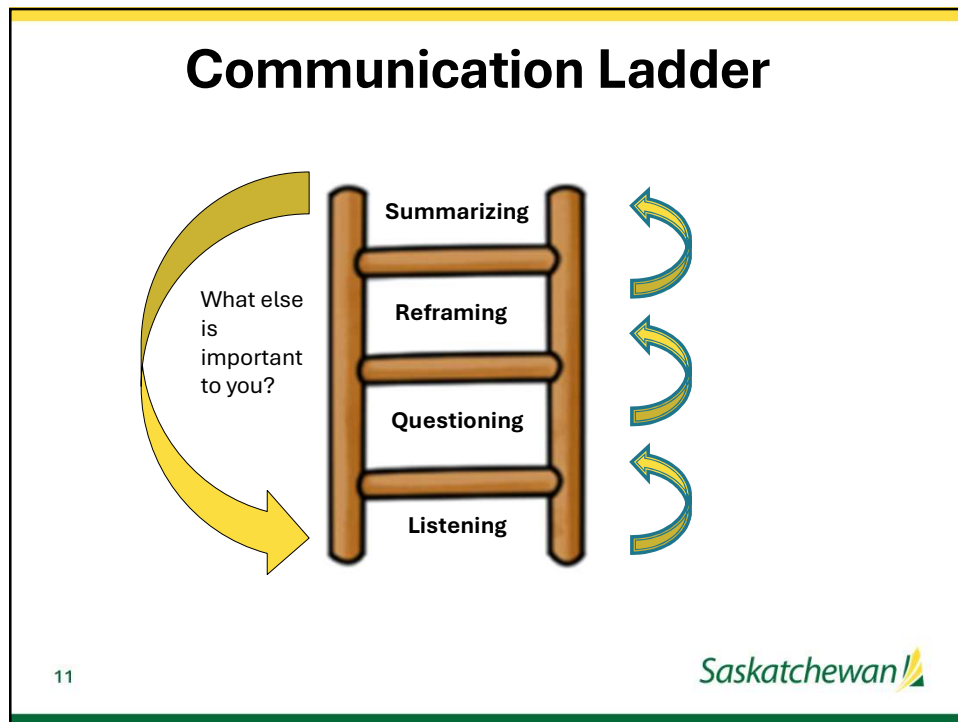 Communication Ladder
Summarizing
What else
is
important
to you?
Reframing
Questioning
Listening
11
Saskatchewan